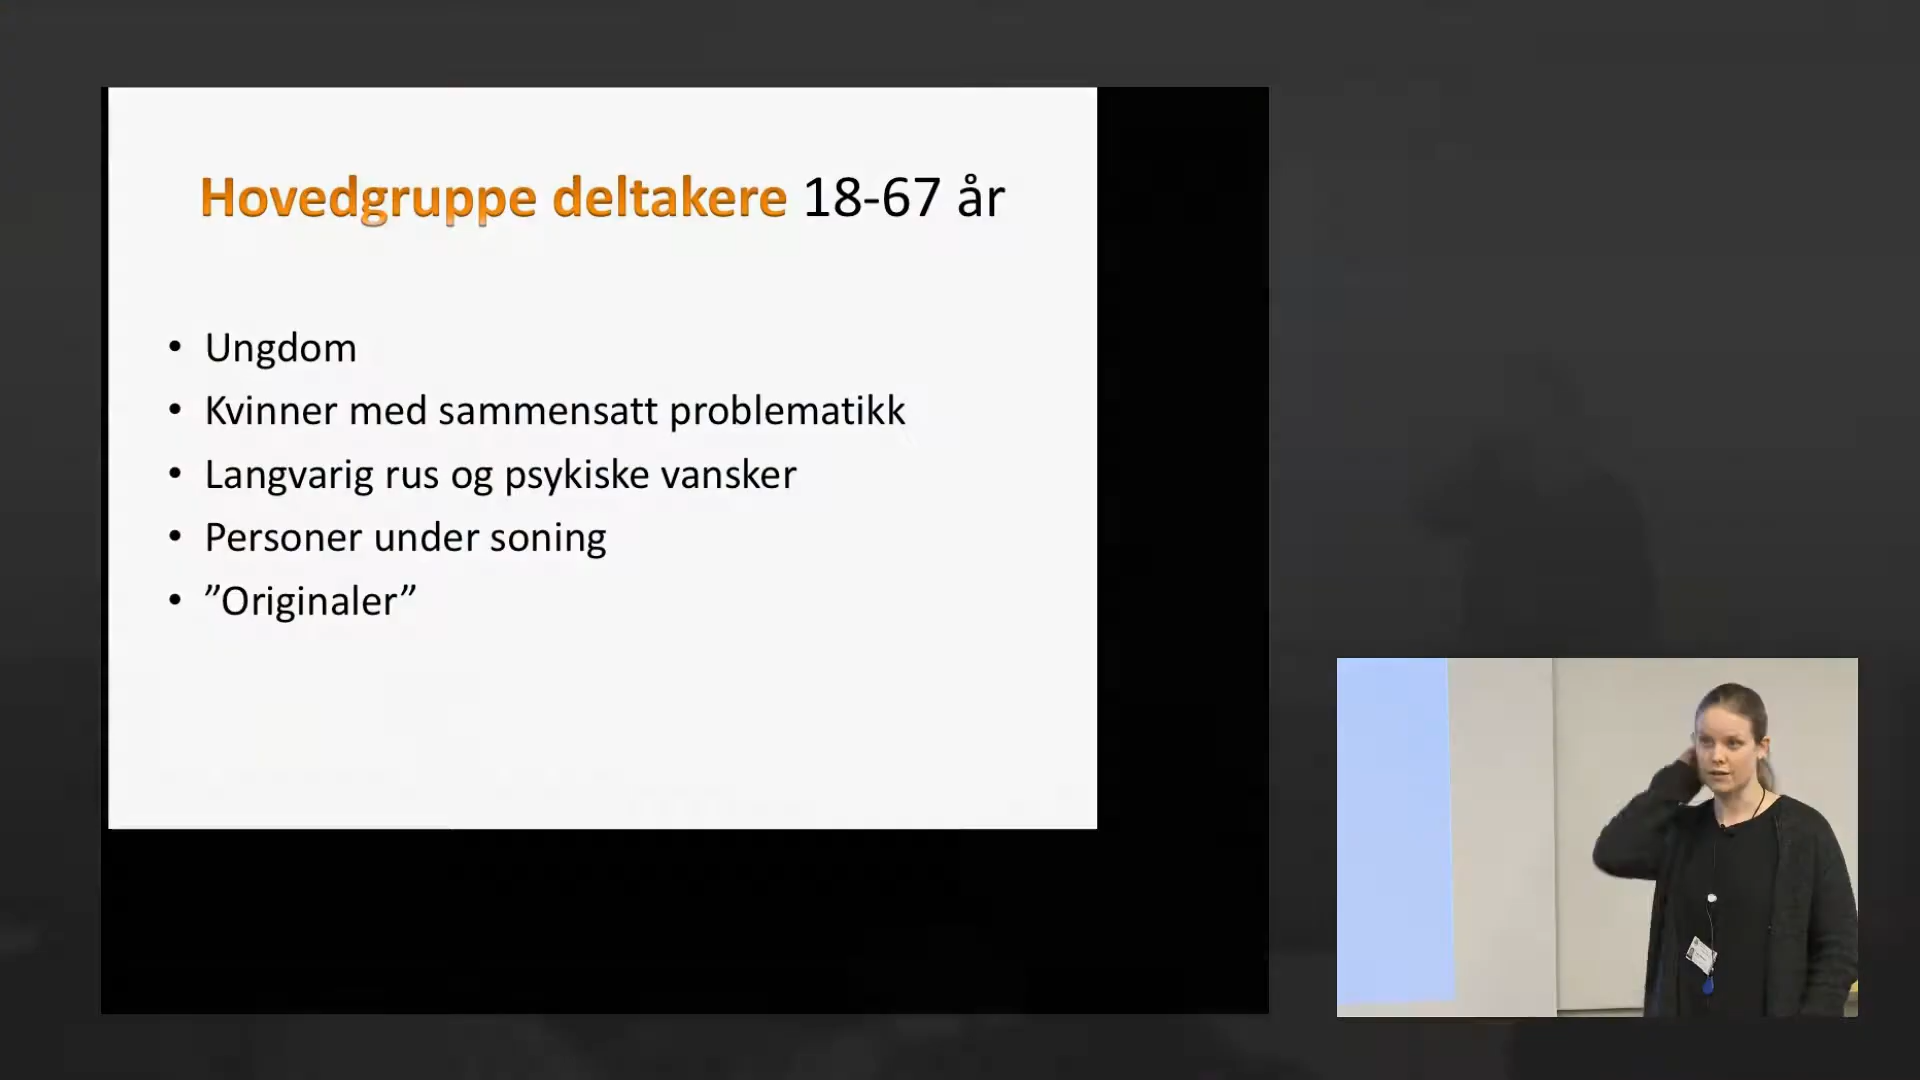 Hovedgruppe deltakere 18-67 år
• Ungdom
• Kvinner med sammensatt problematikk
• Langvarig rus og psykiske vansker
• Personer under soning
• ”Originaler”